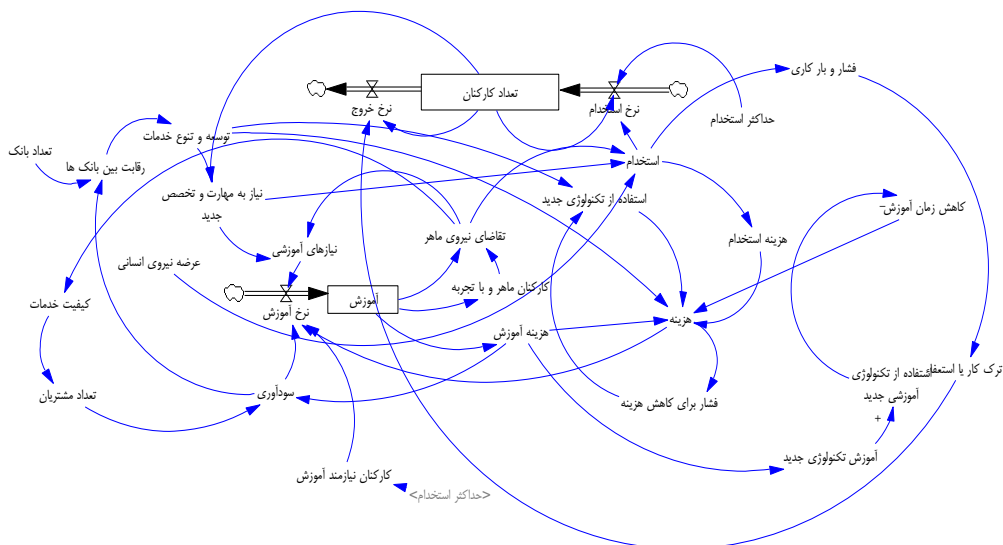 فشار و بار کاری
تعداد کارکنان
نرخ خروج
نرخ استخدام
حداکثر استخدام
توسعه و تنوع خدمات
تعداد بانک
رقابت بین بانک ها
استخدام
نیاز به مهارت و تخصص
جدید
استفاده از تکنولوژی جدید
کاهش زمان آموزش
-
تقاضای نیروی ماهر
هزینه استخدام
نیازهای آموزشی
عرضه نیروی انسانی
کارکنان ماهر و با تجربه
کیفیت خدمات
آموزش
نرخ آموزش
هزینه
هزینه آموزش
ترک کار یا استعفا
استفاده از تکنولوژی
آموزشی جدید
+
سودآوری
تعداد مشتریان
فشار برای کاهش هزینه
آموزش تکنولوژی جدید
کارکنان نیازمند آموزش
<حداکثر استخدام>